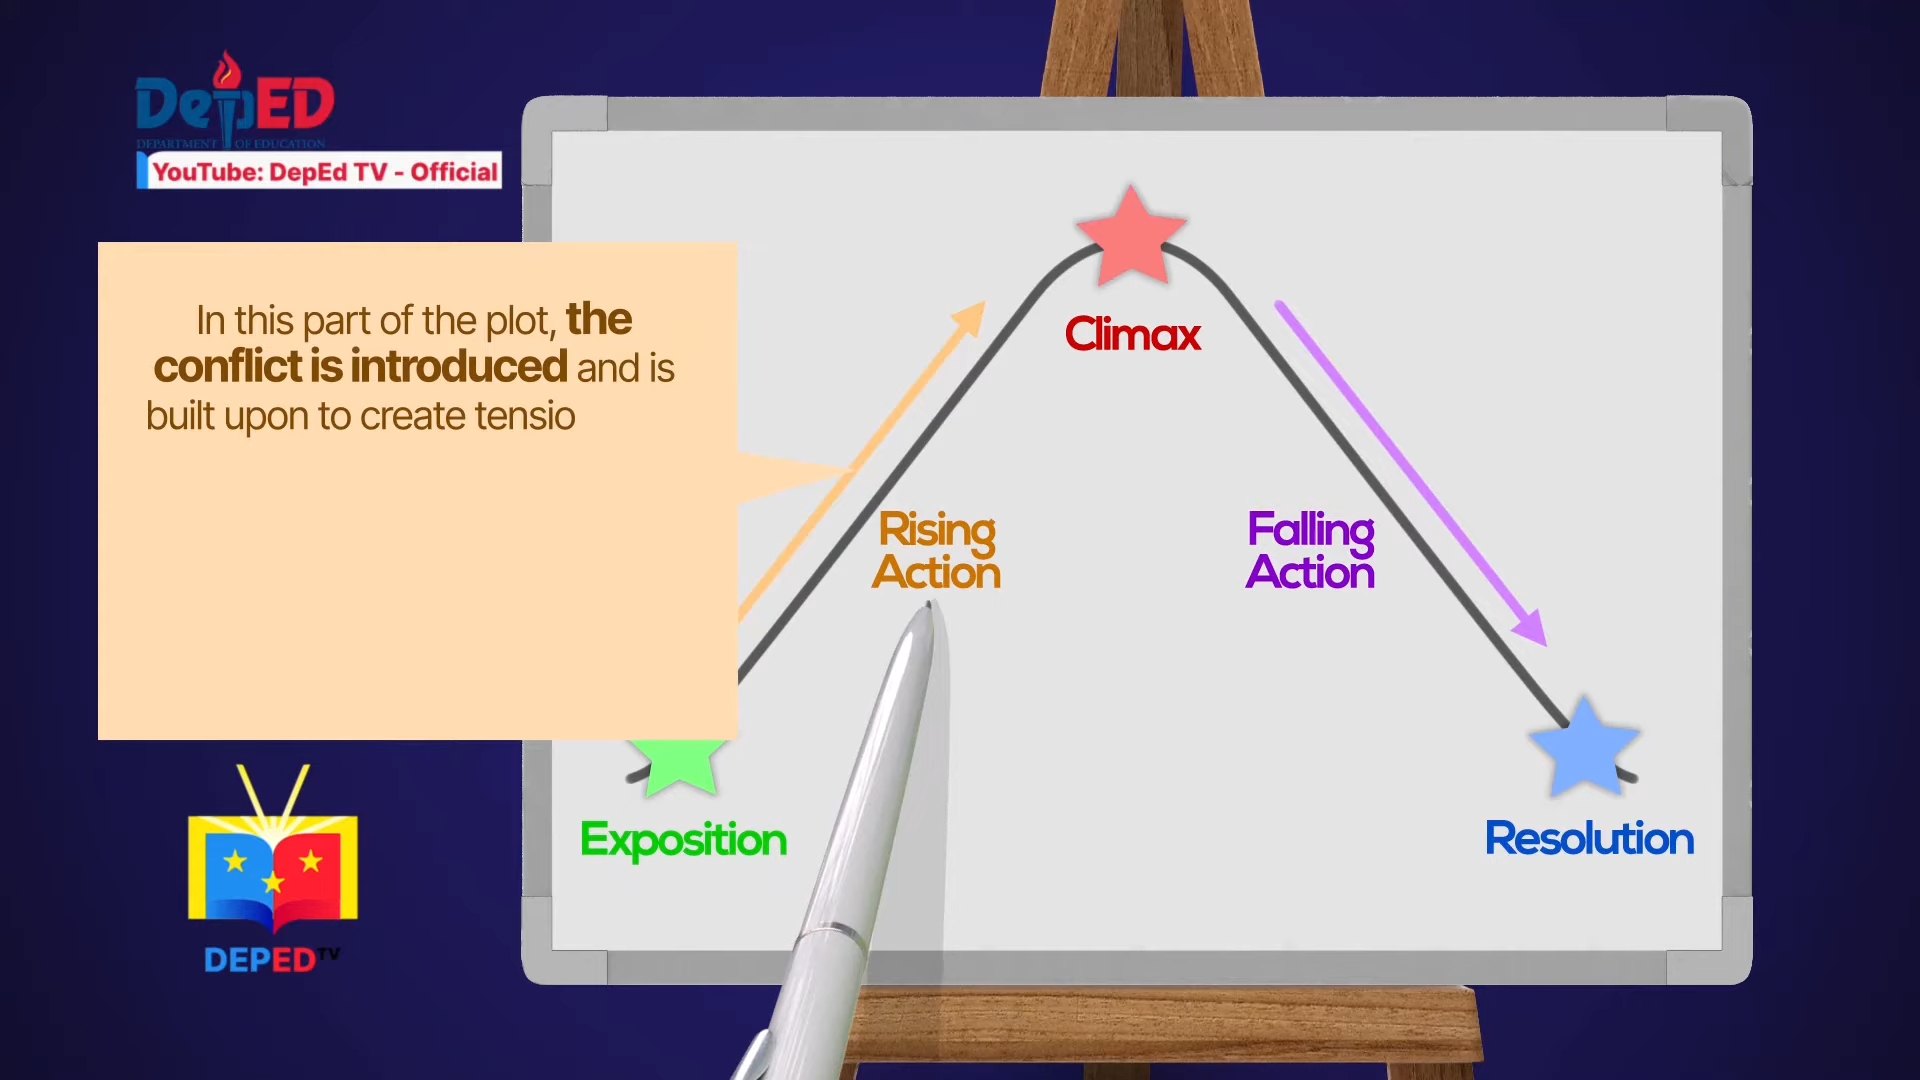 DepED
DEPARTMENT OF EDUCATION
YouTube: DepEd TV - Official
In this part of the plot, the
conflict is introduced and is
built upon to create tensio
Climax
Rising
Action
Falling
Action
Exposition
Resolution
DEPED TV